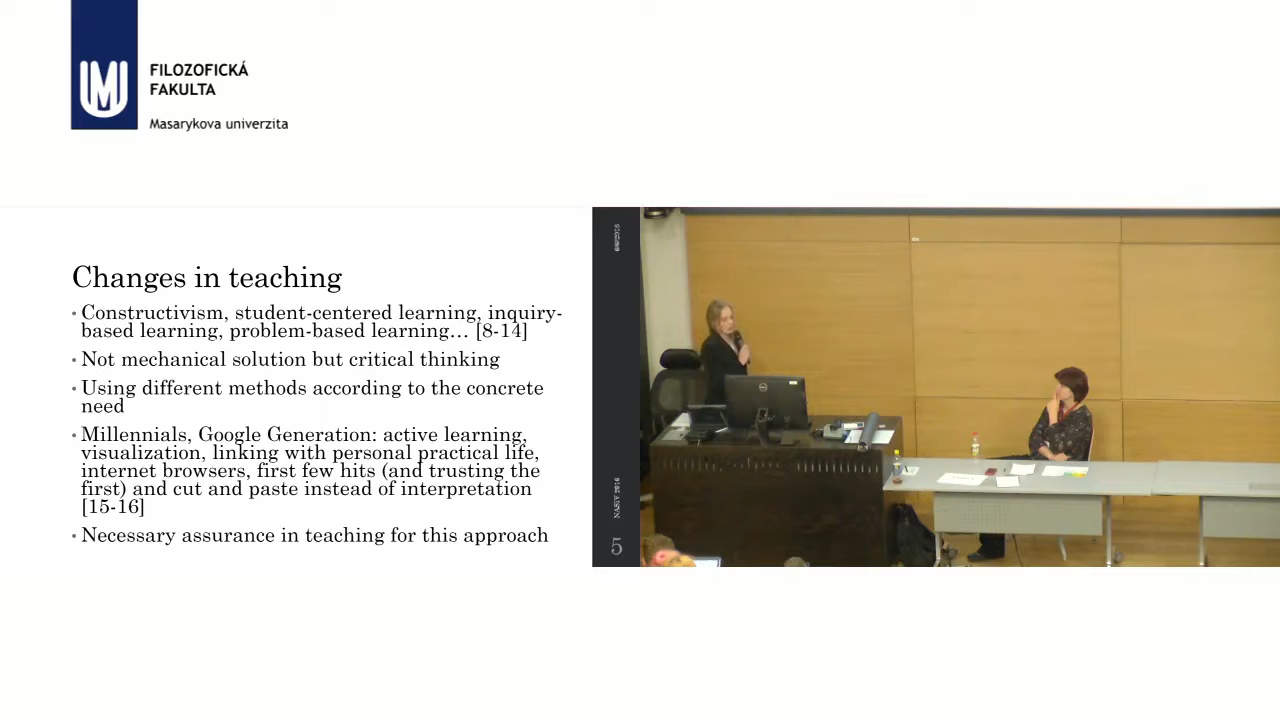 FILOZOFICKÁ
FAKULTA
Masarykova univerzita
Changes in teaching
• Constructivism, student-centered learning, inquiry-
based learning, problem-based learning… [8-14]
• Not mechanical solution but critical thinking
• Using different methods according to the concrete
need
• Millennials, Google Generation: active learning,
visualization, linking with personal practical life,
internet browsers, first few hits (and trusting the
first) and cut and paste instead of interpretation
[15-16]
• Necessary assurance in teaching for this approach
5
DELL